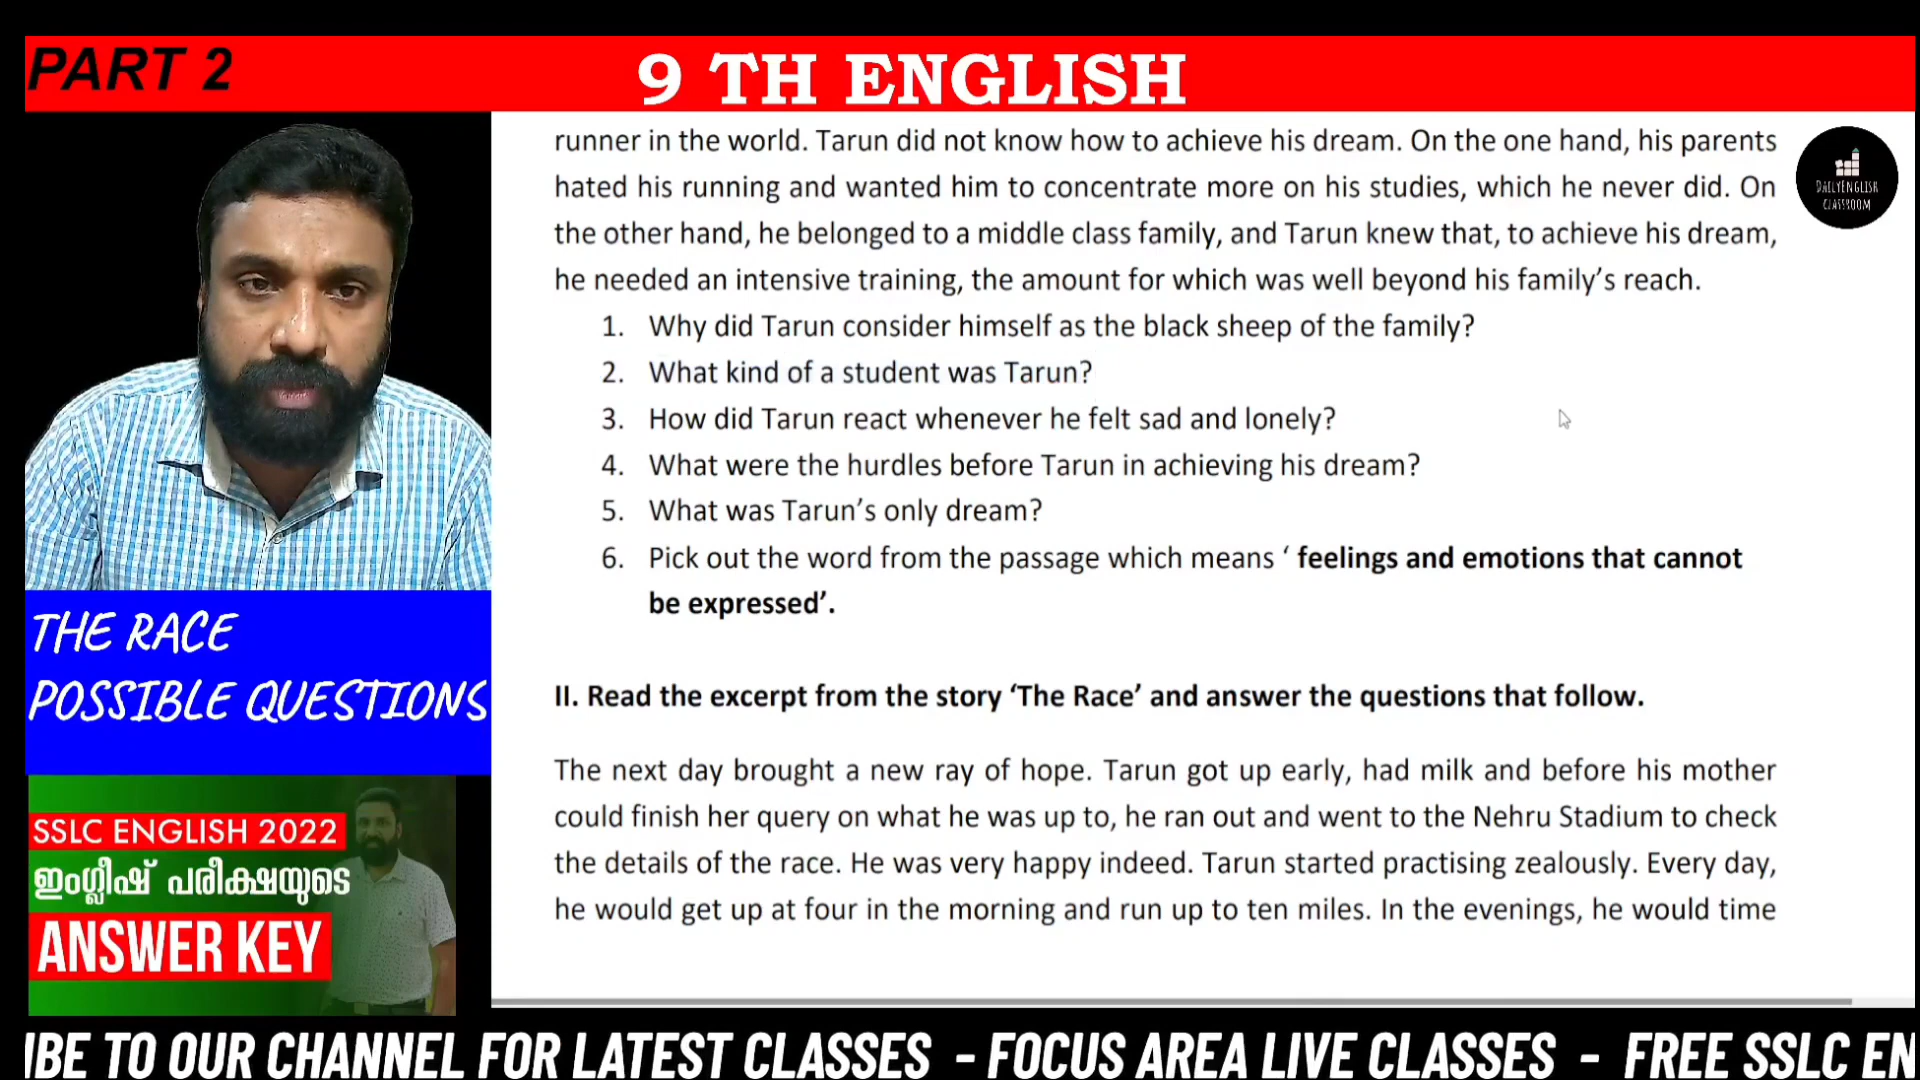 PART 2
9 TH ENGLISH
runner in the world. Tarun did not know how to achieve his dream. On the one hand, his parents
hated his running and wanted him to concentrate more on his studies, which he never did. On
the other hand, he belonged to a middle class family, and Tarun knew that, to achieve his dream,
he needed an intensive training, the amount for which was well beyond his family's reach.
1. Why did Tarun consider himself as the black sheep of the family?
2. What kind of a student was Tarun?
3. How did Tarun react whenever he felt sad and lonely?
4. What were the hurdles before Tarun in achieving his dream?
5. What was Tarun's only dream?
6. Pick out the word from the passage which means ‘ feelings and emotions that cannot
be expressed’.
II. Read the excerpt from the story ‘The Race’ and answer the questions that follow.
The next day brought a new ray of hope. Tarun got up early, had milk and before his mother
could finish her query on what he was up to, he ran out and went to the Nehru Stadium to check
the details of the race. He was very happy indeed. Tarun started practising zealously. Every day,
he would get up at four in the morning and run up to ten miles. In the evenings, he would time
DAILYENGLISH
CLASSROOM
THE RACE
POSSIBLE QUESTIONS
SSLC ENGLISH 2022
ഇംഗ്ലീഷ് പരീക്ഷയുടെ
ANSWER KEY
IBE TO OUR CHANNEL FOR LATEST CLASSES - FOCUS AREA LIVE CLASSES - FREE SSLC EN